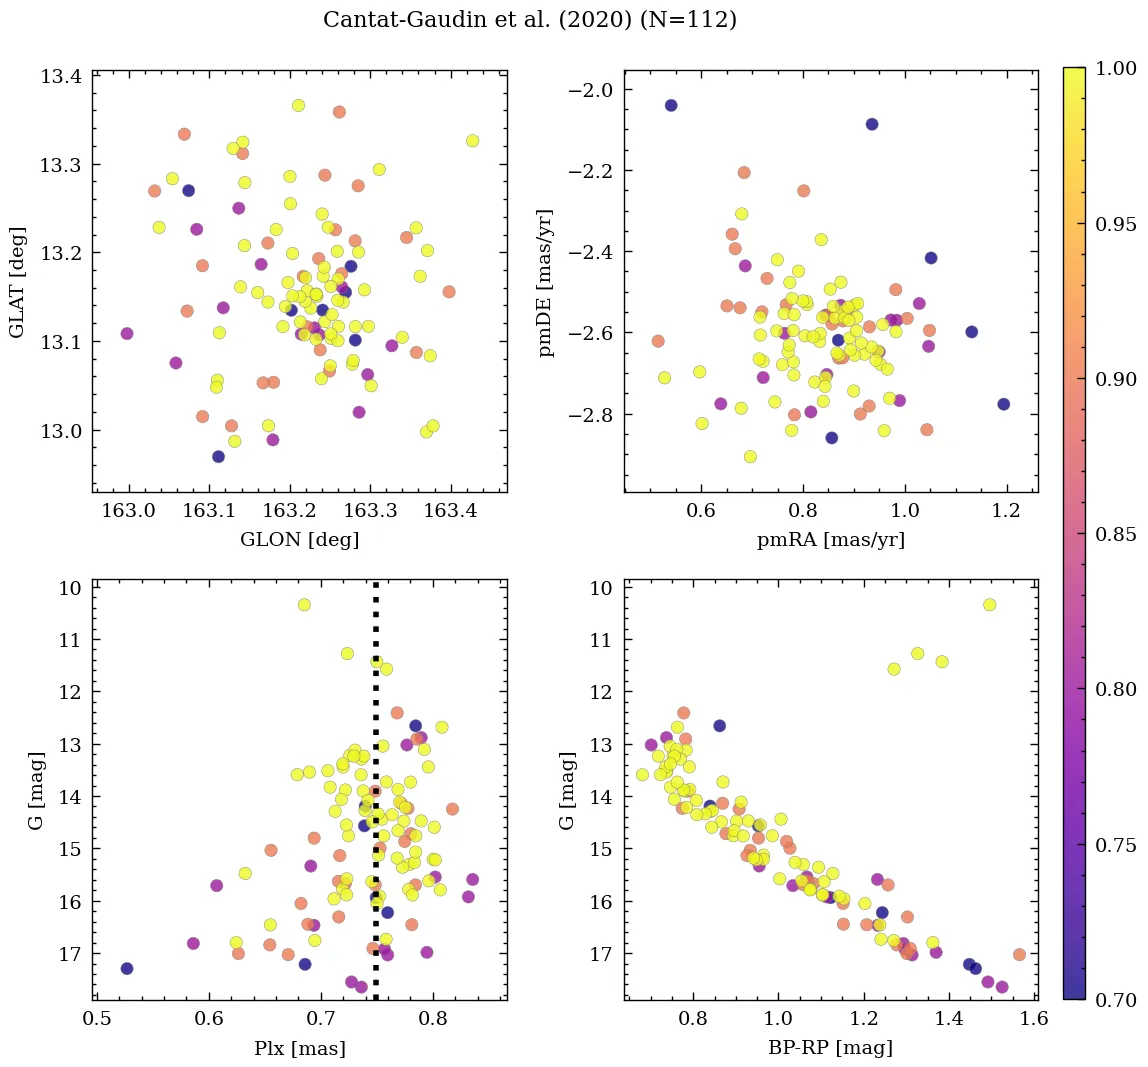 Cantat-Gaudin et al. (2020) (N=112)
13.4
13.3
13.2
13.1
13.0
GLAT [deg]
163.0 163.1 163.2 163.3 163.4
GLON [deg]
−2.0
−2.2
−2.4
−2.6
−2.8
pmDE [mas/yr]
0.6 0.8 1.0 1.2
pmRA [mas/yr]
10
11
12
13
14
15
16
17
G [mag]
0.5 0.6 0.7 0.8
Plx [mas]
10
11
12
13
14
15
16
17
G [mag]
0.8 1.0 1.2 1.4 1.6
BP-RP [mag]
1.00
0.95
0.90
0.85
0.80
0.75
0.70